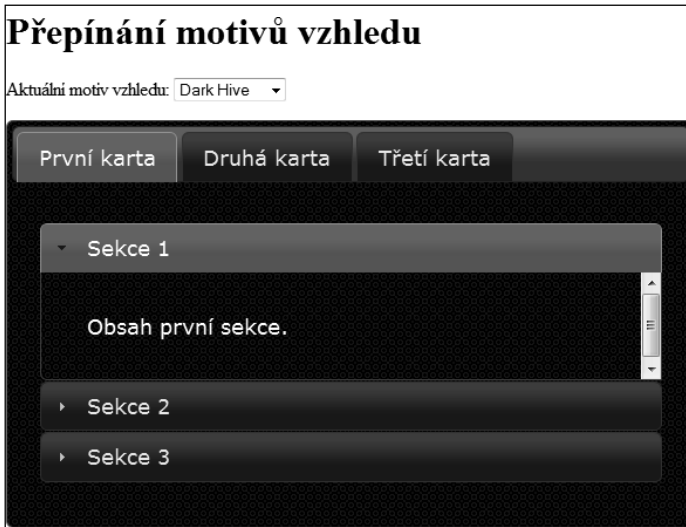 Přepínání motivů vzhledu
Aktuální motiv vzhledu: Dark Hive
První karta Druhá karta Třetí karta
Sekce 1
Obsah první sekce.
Sekce 2
Sekce 3